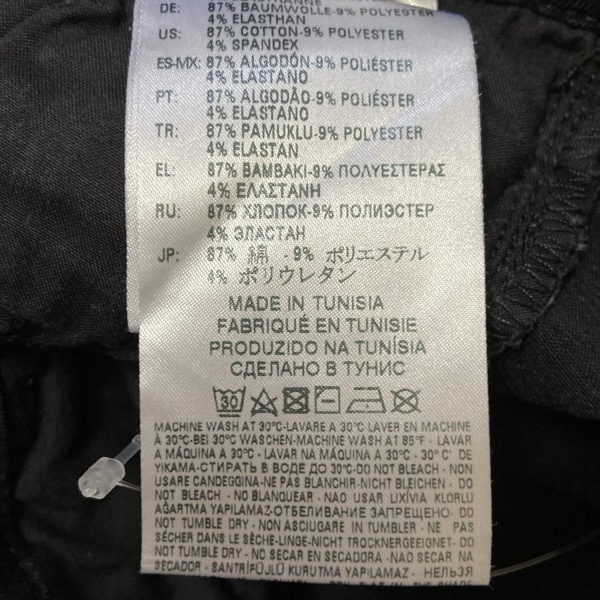 DE: 87% BAUMWOLLE-9% POLYESTER
4% ELASTHAN
US: 87% COTTON-9% POLYESTER
4% SPANDEX
ES-MX: 87% ALGODÓN-9% POLIÉSTER
4% ELASTANO
PT: 87% ALGODÃO-9% POLIÉSTER
4% ELASTANO
TR: 87% PAMUKLU-9% POLYESTER
4% ELASTAN
EL: 87% ΒΑΜΒΑΚΙ-9% ΠΟΛΥΕΣΤΕΡΑΣ
4% ΕΛΑΣΤΑΝΗ
RU: 87% ХЛОПОК-9% ПОЛИЭСТЕР
4% ЭЛАСТАН
JP: 87% 綿 - 9% ポリエステル
4% ポリウレタン
MADE IN TUNISIA
FABRIQUÉ EN TUNISIE
PRODUZIDO NA TUNÍSIA
СДЕЛАНО В ТУНИС
30
MACHINE WASH AT 30°C-LAVARE A 30°C LAVER EN MACHINE
À 30°C-BEI 30°C WASCHEN-MACHINE WASH AT 85°F - LAVAR
A MÁQUINA A 30°C - LAVAR NA MÁQUINA A 30°C - 30°C' DE
YIKAMA-СТИРАТЬ В ВОДЕ ДО 30°C-DO NOT BLEACH - NON
USARE CANDEGGINA-NE PAS BLANCHIR-NICHT BLEICHEN - DO
NOT BLEACH - NO BLANQUEAR - NAO USAR LIXÍVIA KLORLU
AĞARTMA YAPILAMAZ-ОТБЕЛИВАНИЕ ЗАПРЕЩЕНО- DO
NOT TUMBLE DRY - NON ASCIUGARE IN TUMBLER - NE PAS
SÉCHER DANS LE SÈCHE-LINGE-NICHT TROCKNERGEEIGNET- DO
NOT TUMBLE DRY - NO SECAR EN SECADORA -NÃO SECAR NA
SECADOR - SANTRİFÜJLÜ KURUTMA YAPILAMAZ - НЕЛЬЗЯ